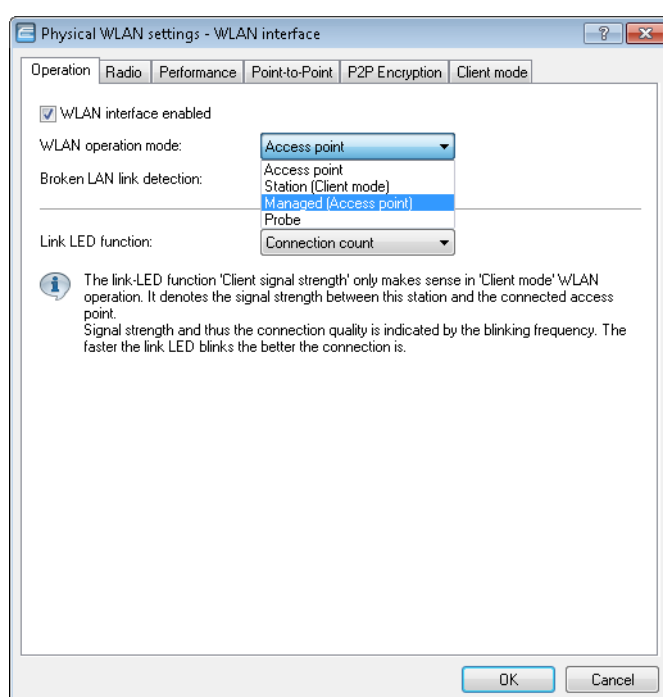 Physical WLAN settings - WLAN interface
Operation Radio Performance Point-to-Point P2P Encryption Client mode
WLAN interface enabled
WLAN operation mode: Access point
Access point
Broken LAN link detection:
Station (Client mode)
Managed (Access point)
Probe
Link LED function: Connection count
The link-LED function 'Client signal strength' only makes sense in 'Client mode' WLAN
operation. It denotes the signal strength between this station and the connected access
point.
Signal strength and thus the connection quality is indicated by the blinking frequency. The
faster the link LED blinks the better the connection is.
OK Cancel